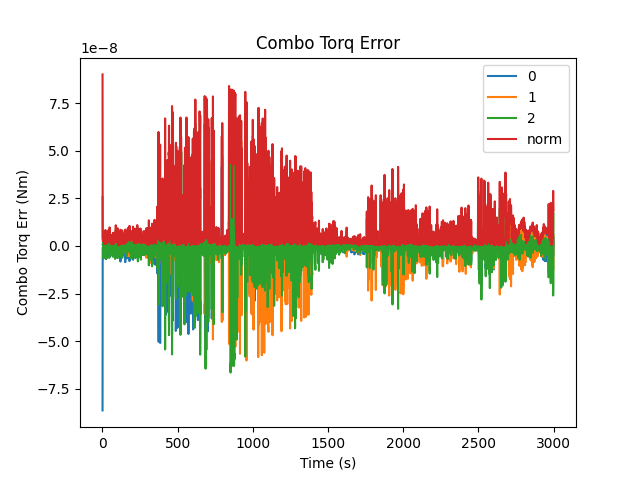 Combo Torq Error
1e−8
7.5
5.0
2.5
0.0
−2.5
−5.0
−7.5
Combo Torq Err (Nm)
0
1
2
norm
0 500 1000 1500 2000 2500 3000
Time (s)